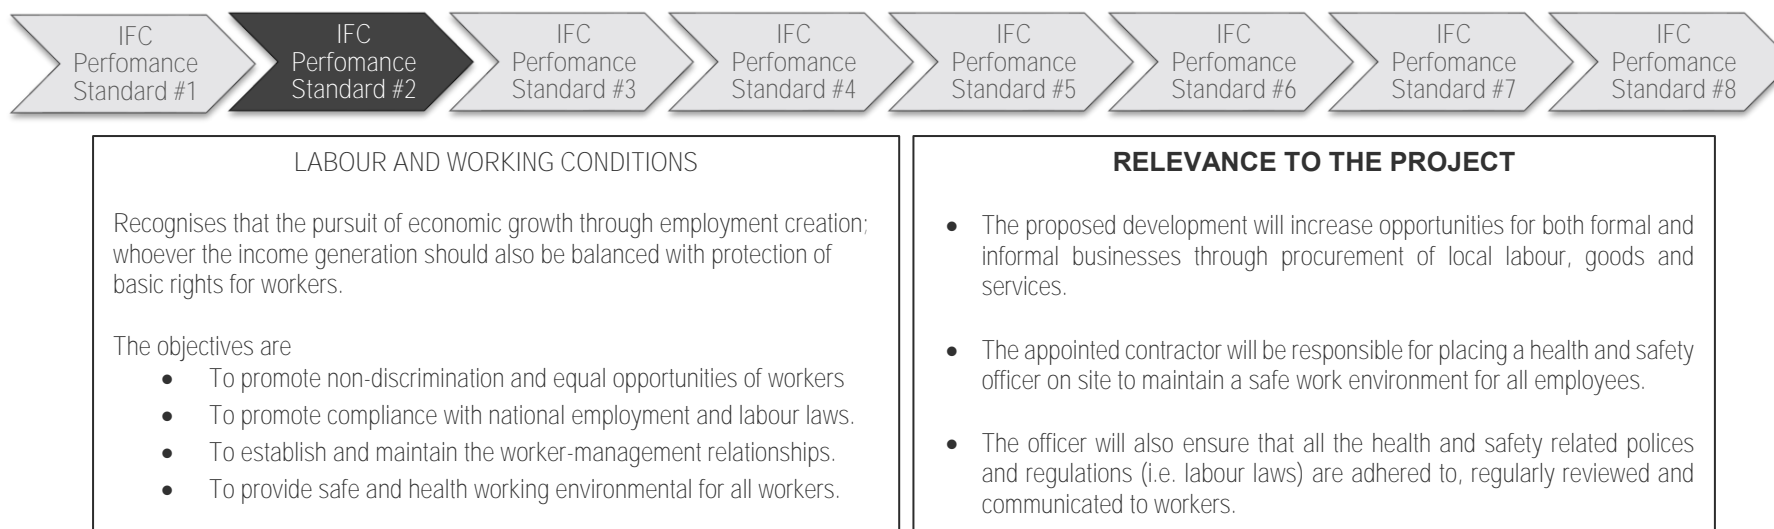 IFC
Perfomance
Standard #1
IFC
Perfomance
Standard #2
IFC
Perfomance
Standard #3
IFC
Perfomance
Standard #4
IFC
Perfomance
Standard #5
IFC
Perfomance
Standard #6
IFC
Perfomance
Standard #7
IFC
Perfomance
Standard #8
LABOUR AND WORKING CONDITIONS
Recognises that the pursuit of economic growth through employment creation;
whoever the income generation should also be balanced with protection of
basic rights for workers.
The objectives are
• To promote non-discrimination and equal opportunities of workers
• To promote compliance with national employment and labour laws.
• To establish and maintain the worker-management relationships.
• To provide safe and health working environmental for all workers.
RELEVANCE TO THE PROJECT
• The proposed development will increase opportunities for both formal and
informal businesses through procurement of local labour, goods and
services.
• The appointed contractor will be responsible for placing a health and safety
officer on site to maintain a safe work environment for all employees.
• The officer will also ensure that all the health and safety related polices
and regulations (i.e. labour laws) are adhered to, regularly reviewed and
communicated to workers.